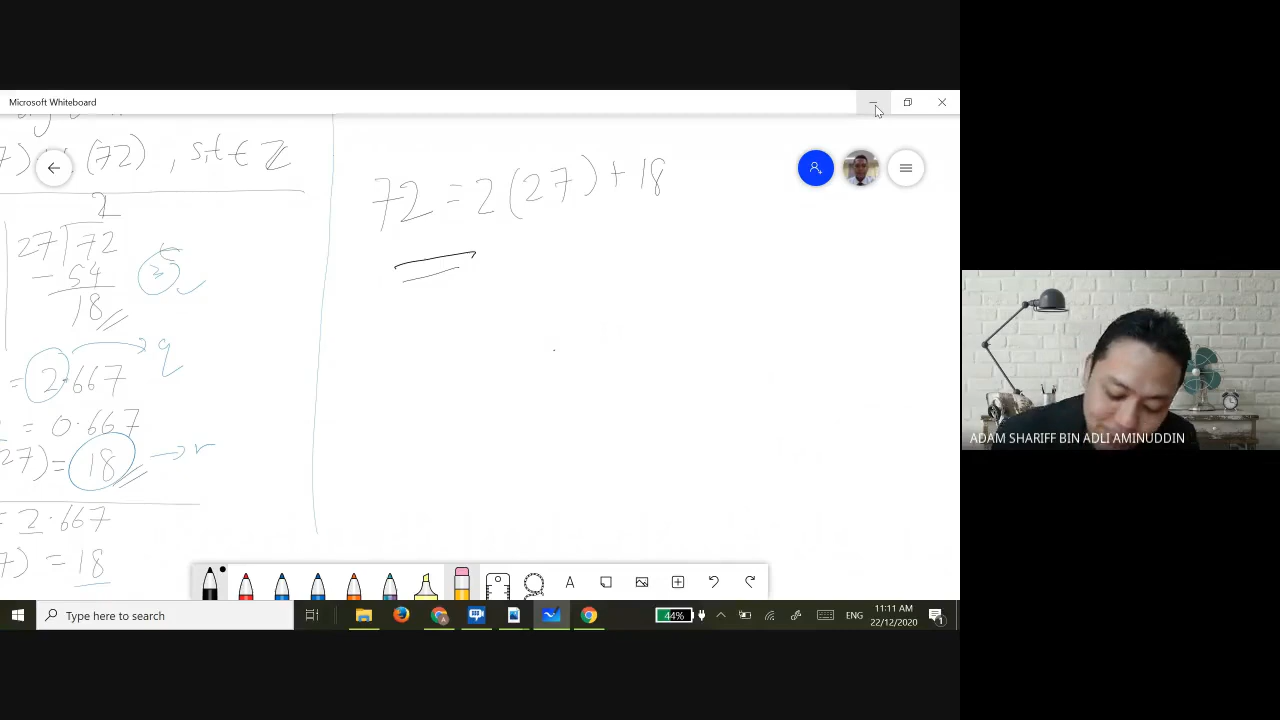 Microsoft Whiteboard
7) (72) , s,t ∈ ℤ
72 = 2(27) + 18
2
27 72
- 54
18
= 2.667 → q
= 0.667
27) = 18 → r
= 2.667
7) = 18
ADAM SHARIFF BIN ADLI AMINUDDIN
A
Type here to search
44%
ENG
11:11 AM
22/12/2020
1